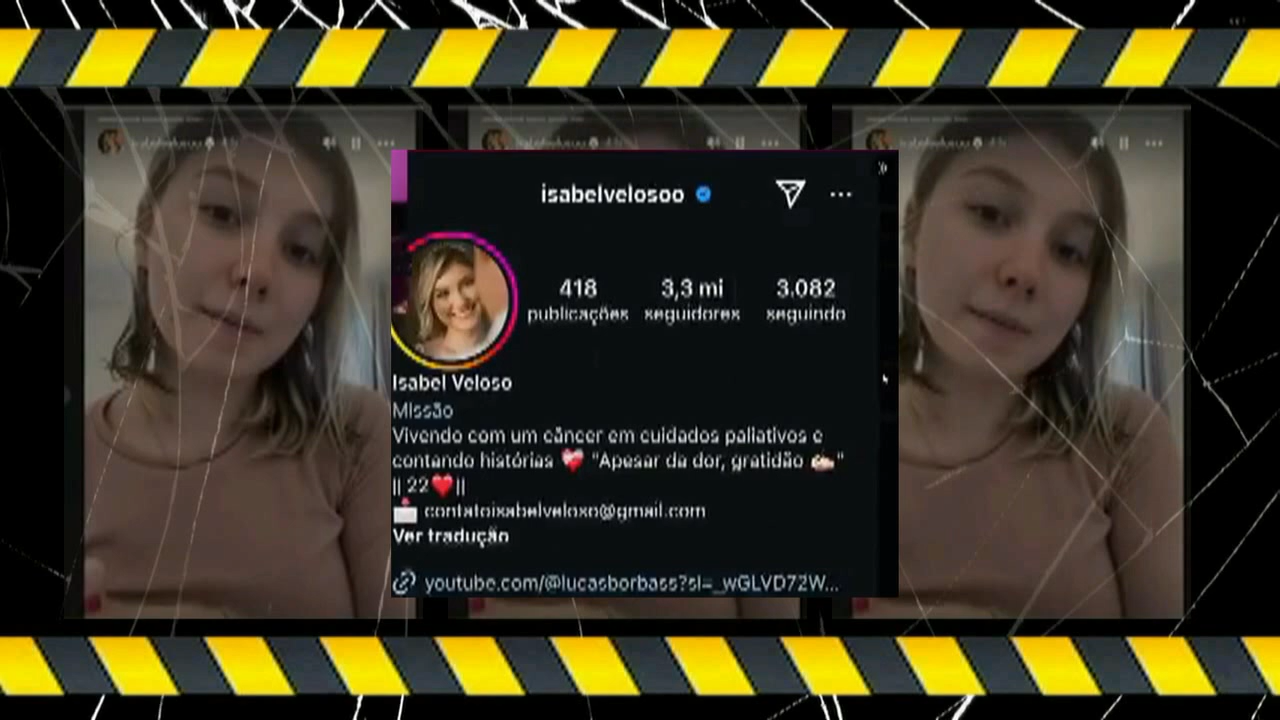 isabelvelosoo
418
3,3 mi
3.082
publicações
seguidores
seguindo
Isabel Veloso
Missão
Vivendo com um câncer em cuidados paliativos e
contando histórias 💝 "Apesar da dor, gratidão 🤏🏻"
|| 22❤️||
📩 contatoisabelveloso@gmail.com
Ver tradução
youtube.com/@lucasborbass?si=_wGLVD72W...